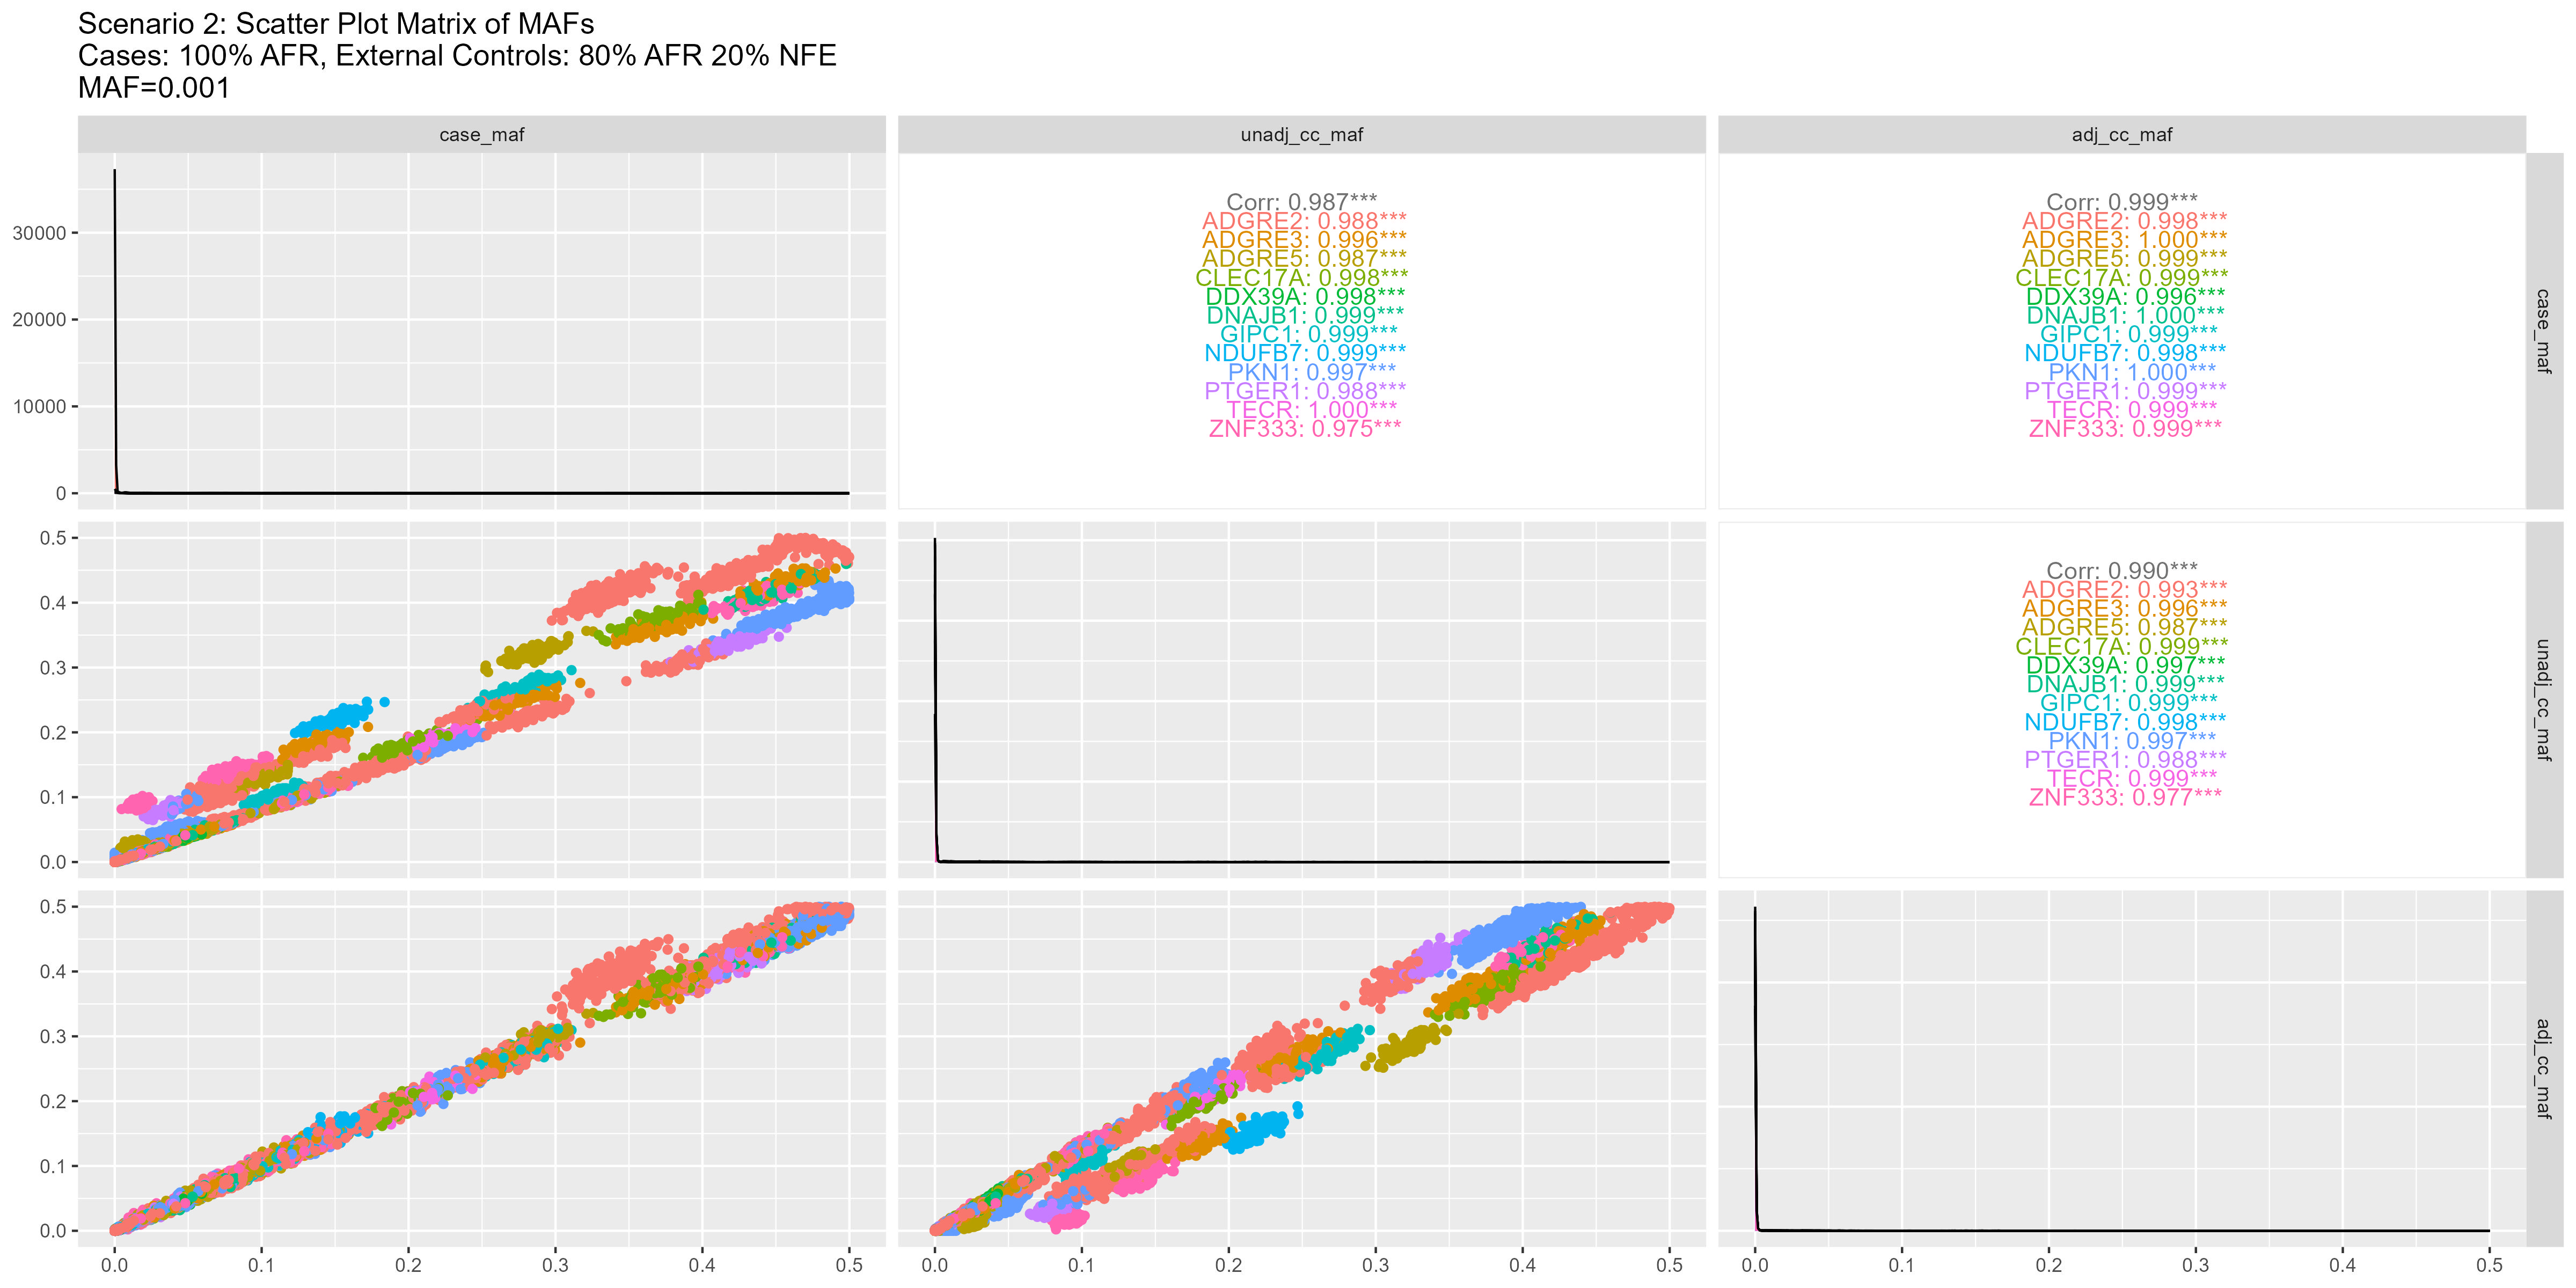 Scenario 2: Scatter Plot Matrix of MAFs
Cases: 100% AFR, External Controls: 80% AFR 20% NFE
MAF=0.001
case_maf
unadj_cc_maf
adj_cc_maf
30000
20000
10000
0
Corr: 0.987***
ADGRE2: 0.988***
ADGRE3: 0.996***
ADGRE5: 0.987***
CLEC17A: 0.998***
DDX39A: 0.998***
DNAJB1: 0.999***
GIPC1: 0.999***
NDUFB7: 0.999***
PKN1: 0.997***
PTGER1: 0.988***
TECR: 1.000***
ZNF333: 0.975***
Corr: 0.999***
ADGRE2: 0.998***
ADGRE3: 1.000***
ADGRE5: 0.999***
CLEC17A: 0.999***
DDX39A: 0.996***
DNAJB1: 1.000***
GIPC1: 0.999***
NDUFB7: 0.998***
PKN1: 1.000***
PTGER1: 0.999***
TECR: 0.999***
ZNF333: 0.999***
case_maf
0.5
0.4
0.3
0.2
0.1
0.0
Corr: 0.990***
ADGRE2: 0.993***
ADGRE3: 0.996***
ADGRE5: 0.987***
CLEC17A: 0.999***
DDX39A: 0.997***
DNAJB1: 0.999***
GIPC1: 0.999***
NDUFB7: 0.998***
PKN1: 0.997***
PTGER1: 0.988***
TECR: 0.999***
ZNF333: 0.977***
unadj_cc_maf
0.5
0.4
0.3
0.2
0.1
0.0
adj_cc_maf
0.0 0.1 0.2 0.3 0.4 0.5
0.0 0.1 0.2 0.3 0.4 0.5
0.0 0.1 0.2 0.3 0.4 0.5